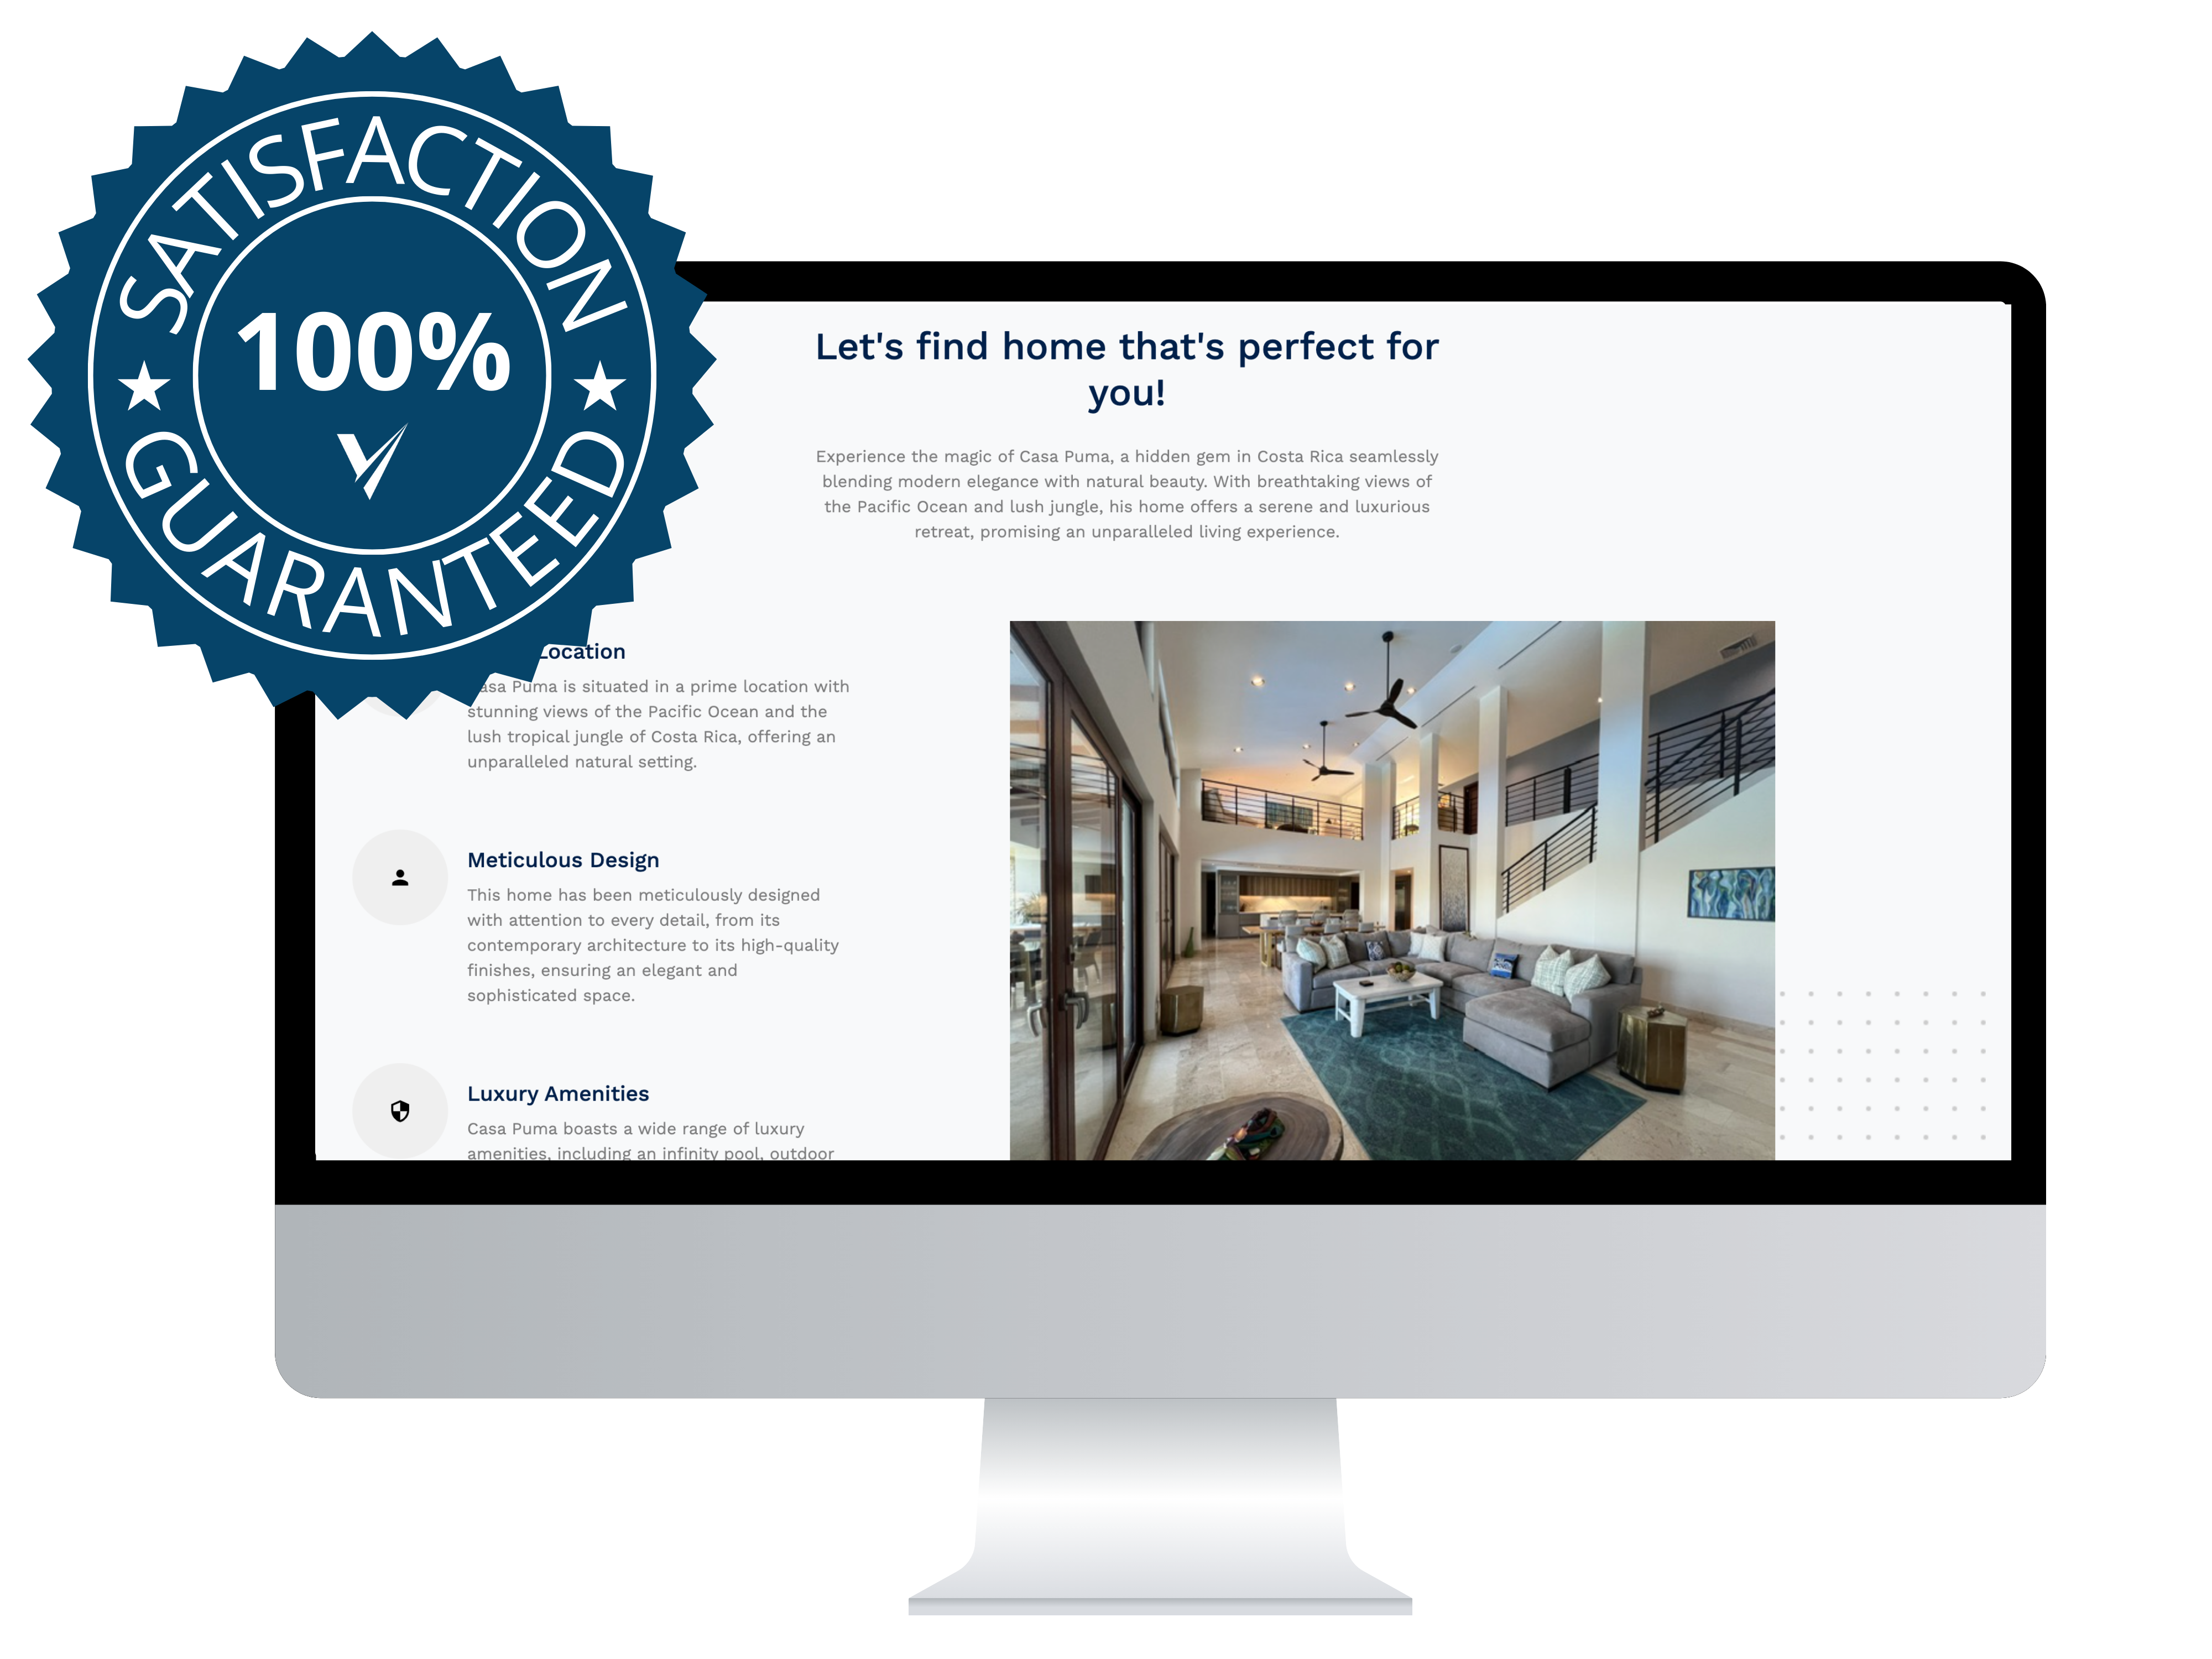 SATISFACTION
100%
GUARANTEED
Let's find home that's perfect for
you!
Experience the magic of Casa Puma, a hidden gem in Costa Rica seamlessly
blending modern elegance with natural beauty. With breathtaking views of
the Pacific Ocean and lush jungle, his home offers a serene and luxurious
retreat, promising an unparalleled living experience.
Location
Casa Puma is situated in a prime location with
stunning views of the Pacific Ocean and the
lush tropical jungle of Costa Rica, offering an
unparalleled natural setting.
Meticulous Design
This home has been meticulously designed
with attention to every detail, from its
contemporary architecture to its high-quality
finishes, ensuring an elegant and
sophisticated space.
Luxury Amenities
Casa Puma boasts a wide range of luxury
amenities, including an infinity pool, outdoor